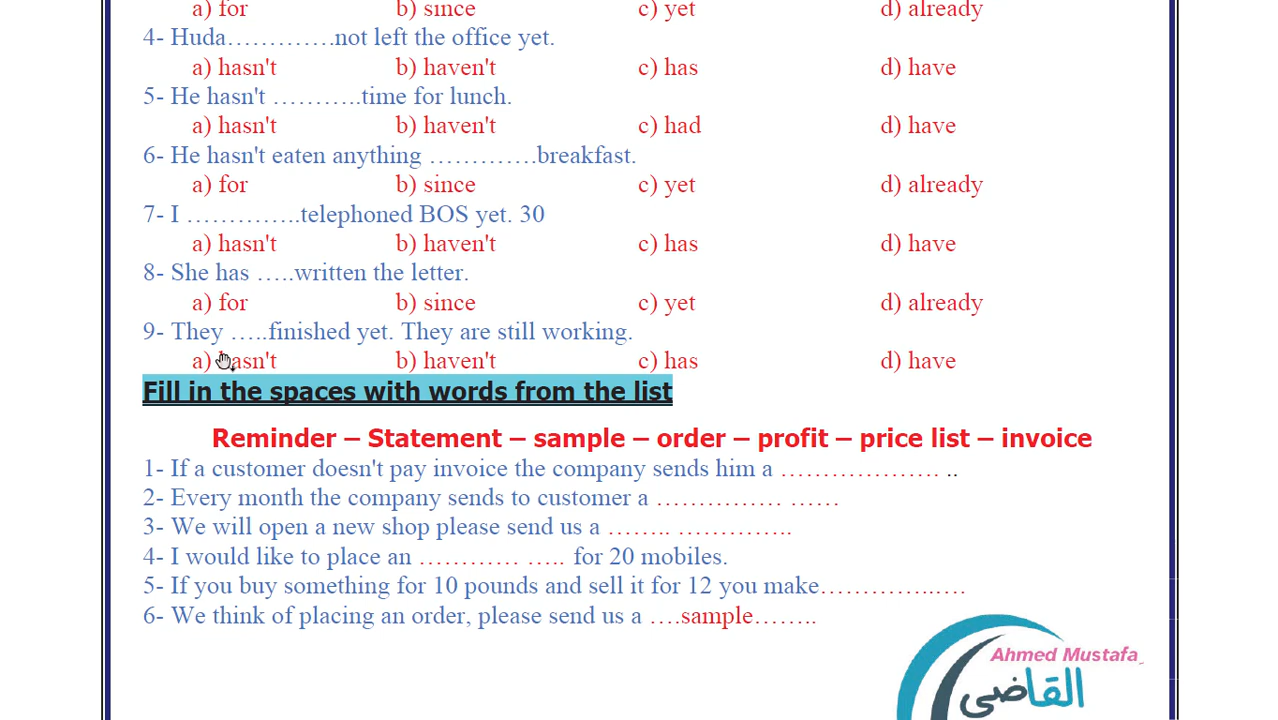 a) for b) since c) yet d) already
4- Huda………….not left the office yet.
a) hasn't b) haven't c) has d) have
5- He hasn't ………..time for lunch.
a) hasn't b) haven't c) had d) have
6- He hasn't eaten anything ………….breakfast.
a) for b) since c) yet d) already
7- I …………..telephoned BOS yet. 30
a) hasn't b) haven't c) has d) have
8- She has …..written the letter.
a) for b) since c) yet d) already
9- They …..finished yet. They are still working.
a) hasn't b) haven't c) has d) have
Fill in the spaces with words from the list
Reminder – Statement – sample – order – profit – price list – invoice
1- If a customer doesn't pay invoice the company sends him a ………………. ..
2- Every month the company sends to customer a …………… ……
3- We will open a new shop please send us a …….. …………..
4- I would like to place an ………… ….. for 20 mobiles.
5- If you buy something for 10 pounds and sell it for 12 you make…………..….
6- We think of placing an order, please send us a ….sample……..
Ahmed Mustafa
القاضى